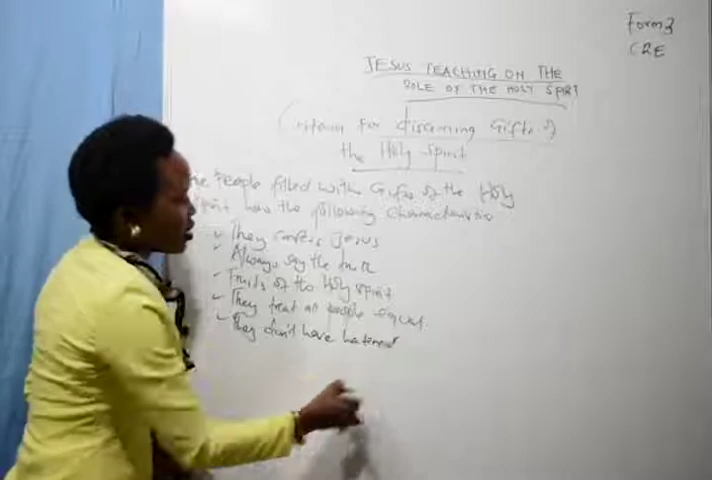 Form 3
CRE
JESUS TEACHING ON THE
ROLE OF THE HOLY SPIRIT
Criterion for discerning Gifts of
the Holy Spirit
The People filled with Gifts of the Holy
Spirit has the following characteristics
They confess Jesus
Always say the truth
Fruits of the Holy Spirit
They treat all people equal
They don't have hatered